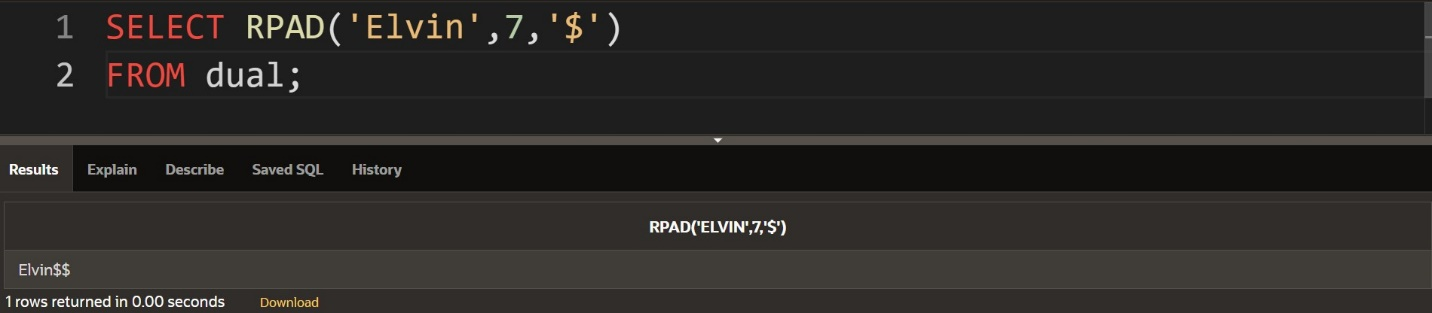 1 SELECT RPAD('Elvin',7,'$')
2 FROM dual;
Results Explain Describe Saved SQL History
RPAD('ELVIN',7,'$')
Elvin$$
1 rows returned in 0.00 seconds Download